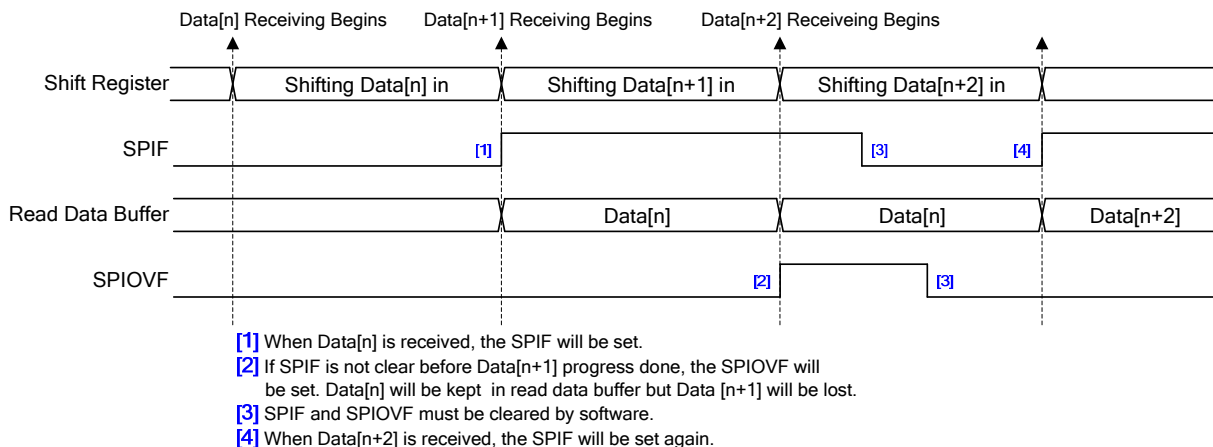 Data[n] Receiving Begins Data[n+1] Receiving Begins Data[n+2] Receiveing Begins
Shift Register Shifting Data[n] in Shifting Data[n+1] in Shifting Data[n+2] in
SPIF [1] [3] [4]
Read Data Buffer Data[n] Data[n] Data[n+2]
SPIOVF [2] [3]
[1] When Data[n] is received, the SPIF will be set.
[2] If SPIF is not clear before Data[n+1] progress done, the SPIOVF will
be set. Data[n] will be kept in read data buffer but Data [n+1] will be lost.
[3] SPIF and SPIOVF must be cleared by software.
[4] When Data[n+2] is received, the SPIF will be set again.